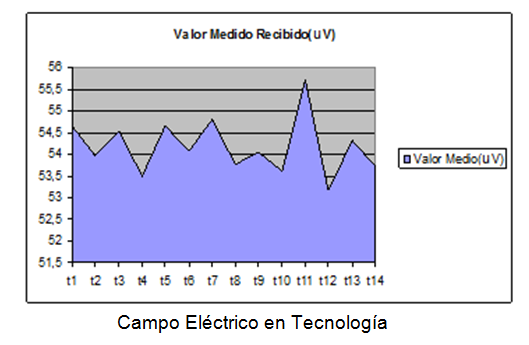 Valor Medido Recibido(uV)
56
55,5
55
54,5
54
53,5
53
52,5
52
51,5
t1 t2 t3 t4 t5 t6 t7 t8 t9 t10 t11 t12 t13 t14
Valor Medio(uV)
Campo Eléctrico en Tecnología